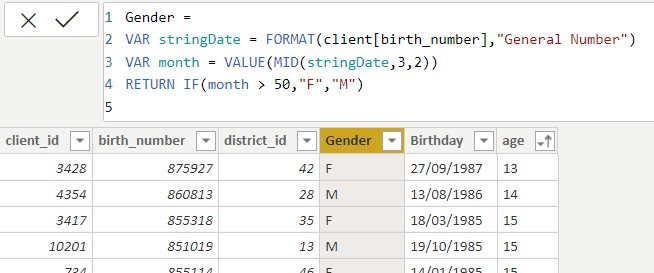 1 Gender =
2 VAR stringDate = FORMAT(client[birth_number],"General Number")
3 VAR month = VALUE(MID(stringDate,3,2))
4 RETURN IF(month > 50,"F","M")
5
client_id birth_number district_id Gender Birthday age
3428 875927 42 F 27/09/1987 13
4354 860813 28 M 13/08/1986 14
3417 855318 35 F 18/03/1985 15
10201 851019 13 M 19/10/1985 15
734 855114 46 F 14/01/1985 15